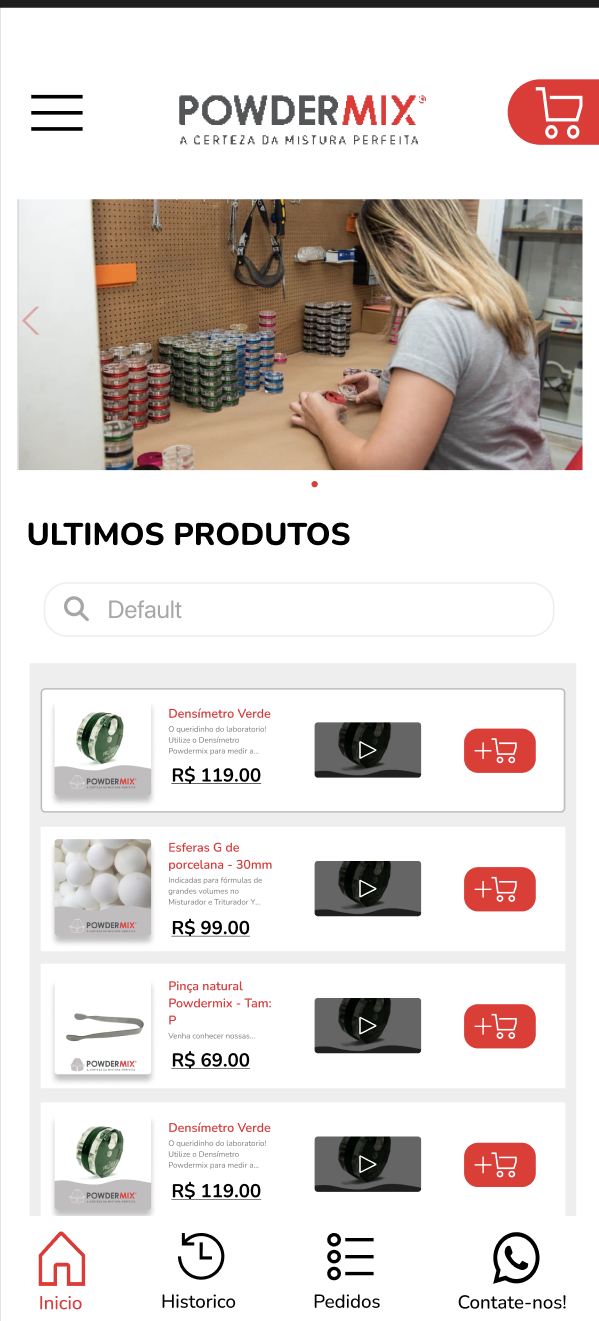 POWDERMIX®
A CERTEZA DA MISTURA PERFEITA
ULTIMOS PRODUTOS
Default
Densímetro Verde
O queridinho do laboratorio!
Utilize o Densímetro
Powdermix para medir a...
R$ 119.00
POWDERMIX
Esferas G de
porcelana - 30mm
Indicadas para fórmulas de
grandes volumes no
Misturador e Triturador Y...
R$ 99.00
POWDERMIX
Pinça natural
Powdermix - Tam:
P
Venha conhecer nossas...
R$ 69.00
POWDERMIX
Densímetro Verde
O queridinho do laboratorio!
Utilize o Densímetro
Powdermix para medir a...
R$ 119.00
POWDERMIX
Inicio
Historico
Pedidos
Contate-nos!